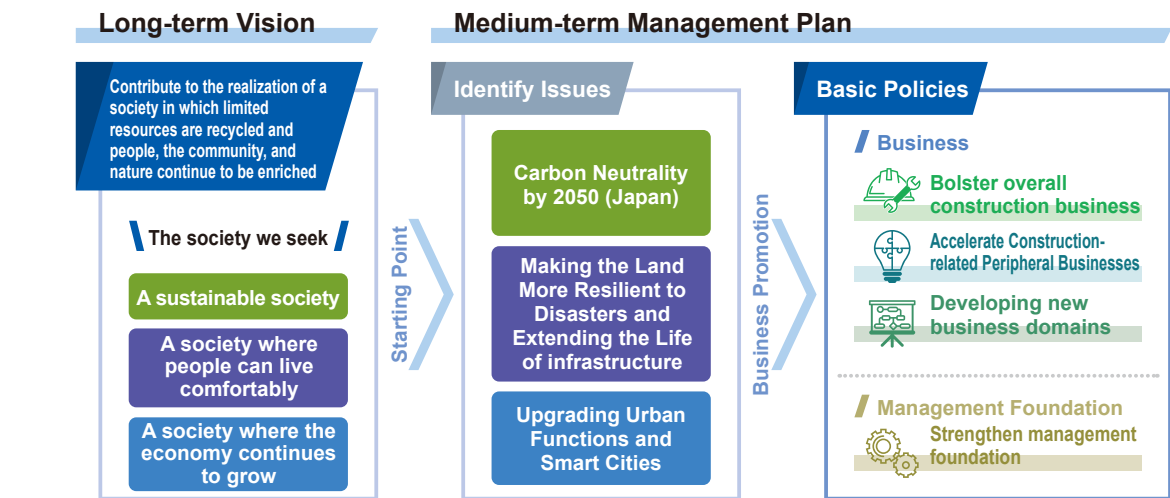 Long-term Vision
Contribute to the realization of a
society in which limited
resources are recycled and
people, the community, and
nature continue to be enriched
The society we seek
A sustainable society
A society where
people can live
comfortably
A society where the
economy continues
to grow
Starting Point
Medium-term Management Plan
Identify Issues
Carbon Neutrality
by 2050 (Japan)
Making the Land
More Resilient to
Disasters and
Extending the Life
of infrastructure
Upgrading Urban
Functions and
Smart Cities
Business Promotion
Basic Policies
Business
Bolster overall
construction business
Accelerate Construction-
related Peripheral Businesses
Developing new
business domains
Management Foundation
Strengthen management
foundation